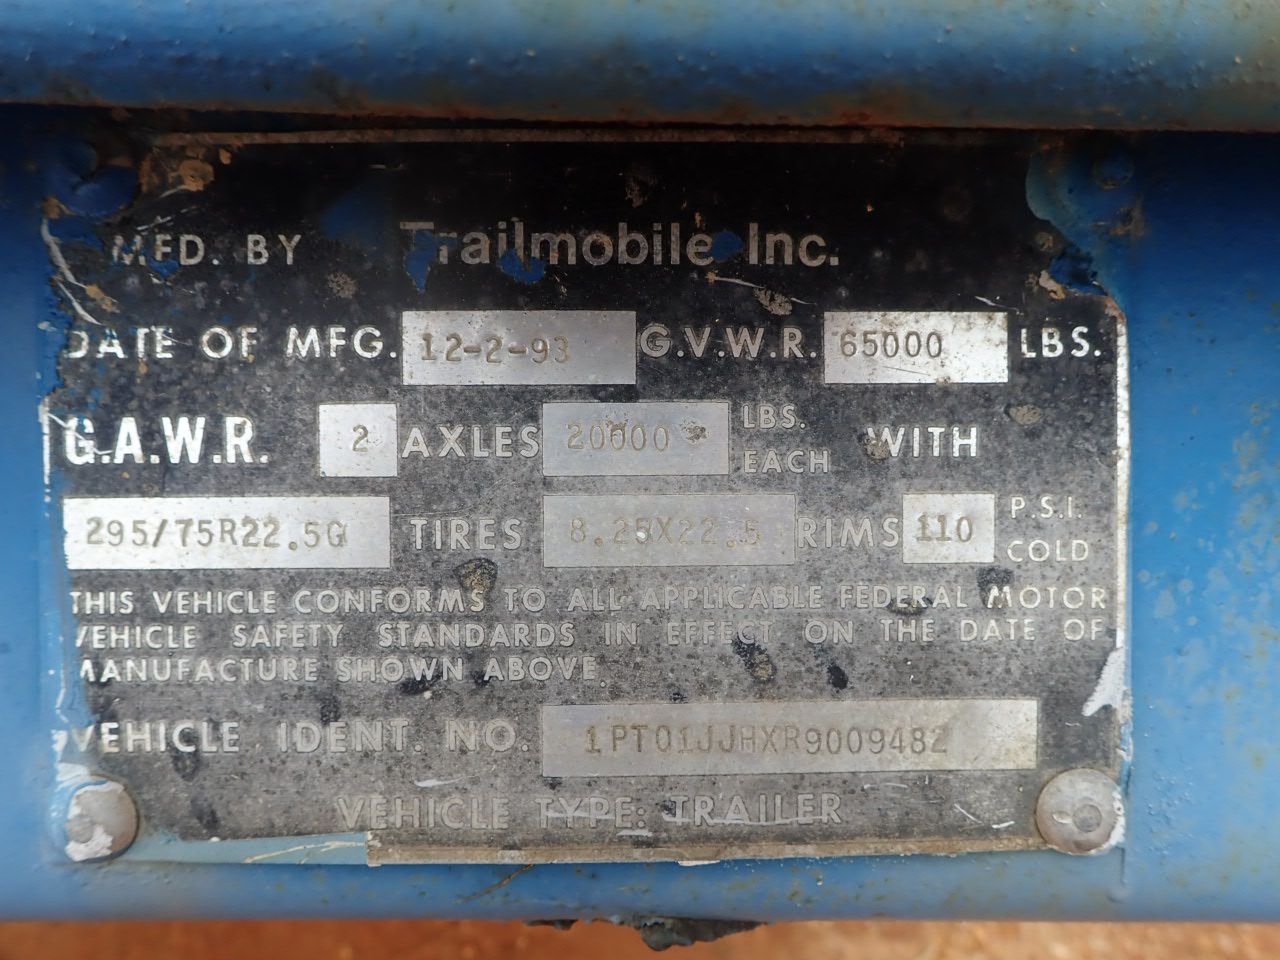 MFD. BY Trailmobile Inc.
DATE OF MFG. 12-2-93 G.V.W.R. 65000 LBS.
G.A.W.R. 2 AXLES 20000 LBS. EACH WITH
295/75R22.5G TIRES 8.25X22.5 RIMS 110 P.S.I. COLD
THIS VEHICLE CONFORMS TO ALL APPLICABLE FEDERAL MOTOR
VEHICLE SAFETY STANDARDS IN EFFECT ON THE DATE OF
MANUFACTURE SHOWN ABOVE.
VEHICLE IDENT. NO. 1PT01JJHXR9009482
VEHICLE TYPE: TRAILER